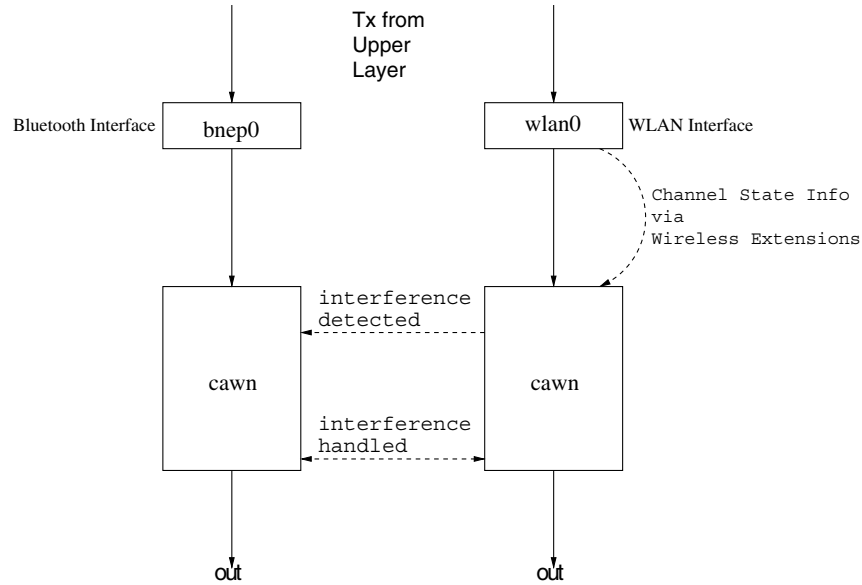 Tx from
Upper
Layer
Bluetooth Interface
bnep0
wlan0
WLAN Interface
Channel State Info
via
Wireless Extensions
interference
detected
cawn
cawn
interference
handled
out
out